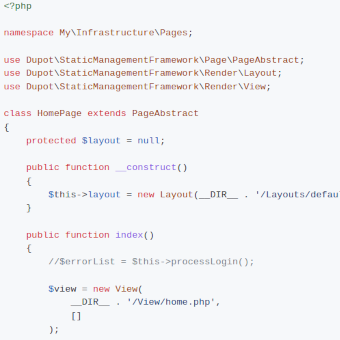 <?php
namespace My\Infrastructure\Pages;
use Dupot\StaticManagementFramework\Page\PageAbstract;
use Dupot\StaticManagementFramework\Render\Layout;
use Dupot\StaticManagementFramework\Render\View;
class HomePage extends PageAbstract
{
    protected $layout = null;
    public function __construct()
    {
        $this->layout = new Layout(__DIR__ . '/Layouts/defau
    }
    public function index()
    {
        //$errorList = $this->processLogin();
        $view = new View(
            __DIR__ . '/View/home.php',
            []
        );